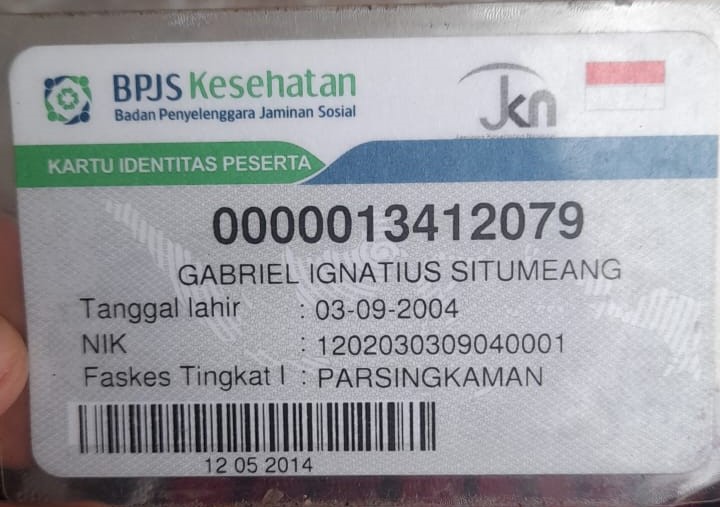 BPJS Kesehatan
Badan Penyelenggara Jaminan Sosial
Jkn
KARTU IDENTITAS PESERTA
0000013412079
GABRIEL IGNATIUS SITUMEANG
Tanggal lahir : 03-09-2004
NIK : 1202030309040001
Faskes Tingkat I : PARSINGKAMAN
12 05 2014